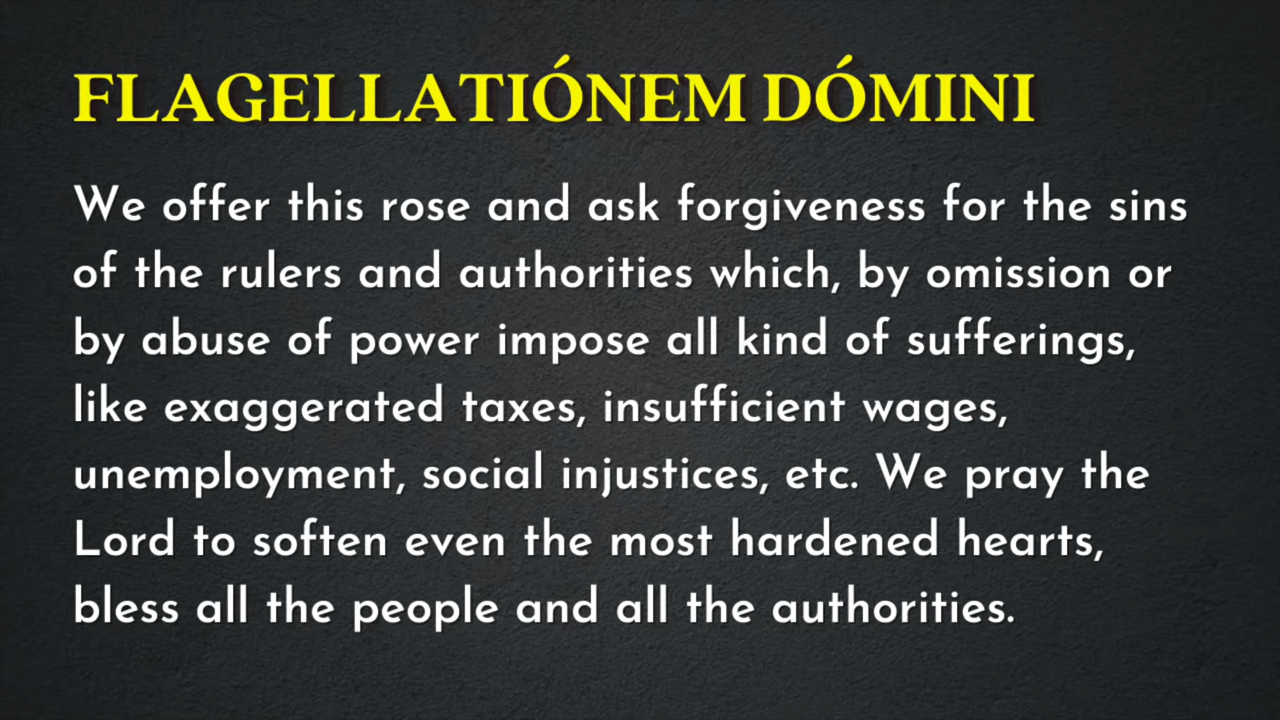 FLAGELLATIÓNEM DÓMINI
We offer this rose and ask forgiveness for the sins
of the rulers and authorities which, by omission or
by abuse of power impose all kind of sufferings,
like exaggerated taxes, insufficient wages,
unemployment, social injustices, etc. We pray the
Lord to soften even the most hardened hearts,
bless all the people and all the authorities.